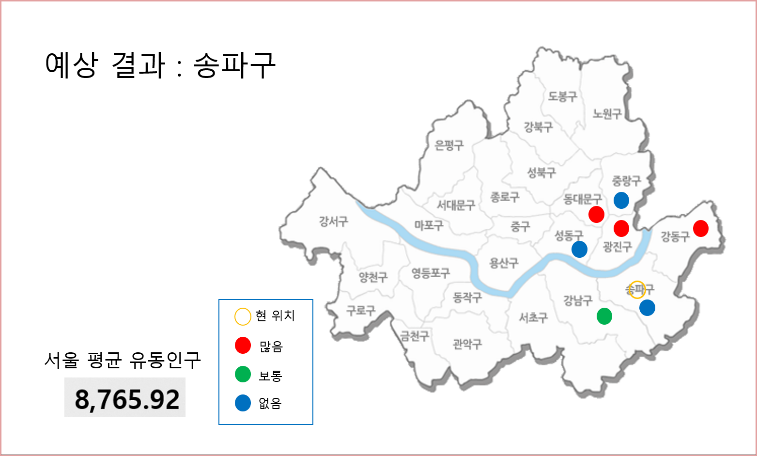 예상 결과 : 송파구
도봉구
노원구
강북구
은평구
성북구
중랑구
종로구
동대문구
서대문구
강서구
마포구
중구
성동구
광진구
강동구
용산구
양천구
영등포구
송파구
동작구
강남구
구로구
서초구
금천구
관악구
현 위치
많음
보통
없음
서울 평균 유동인구
8,765.92